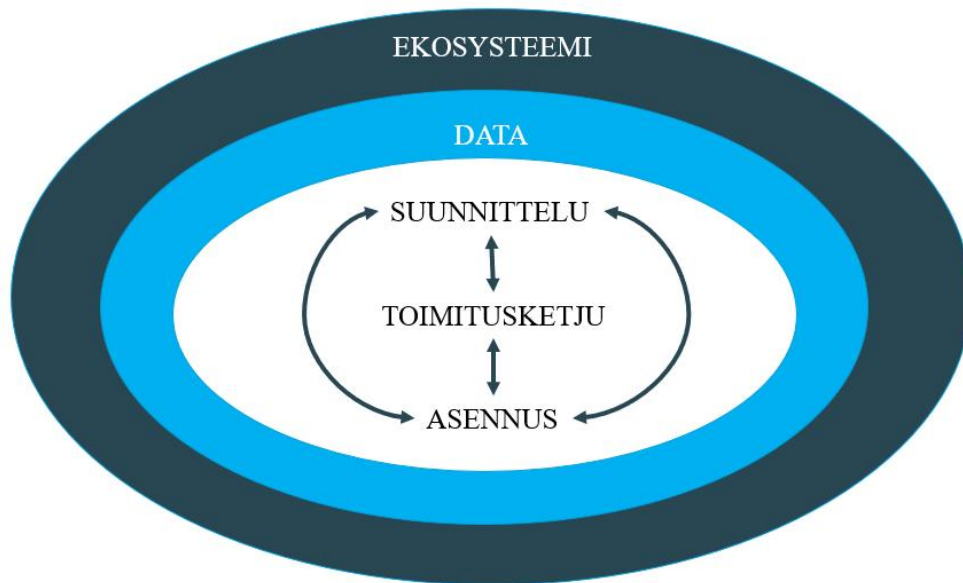 EKOSYSTEEMI
DATA
SUUNNITTELU
TOIMITUSKETJU
ASENNUS